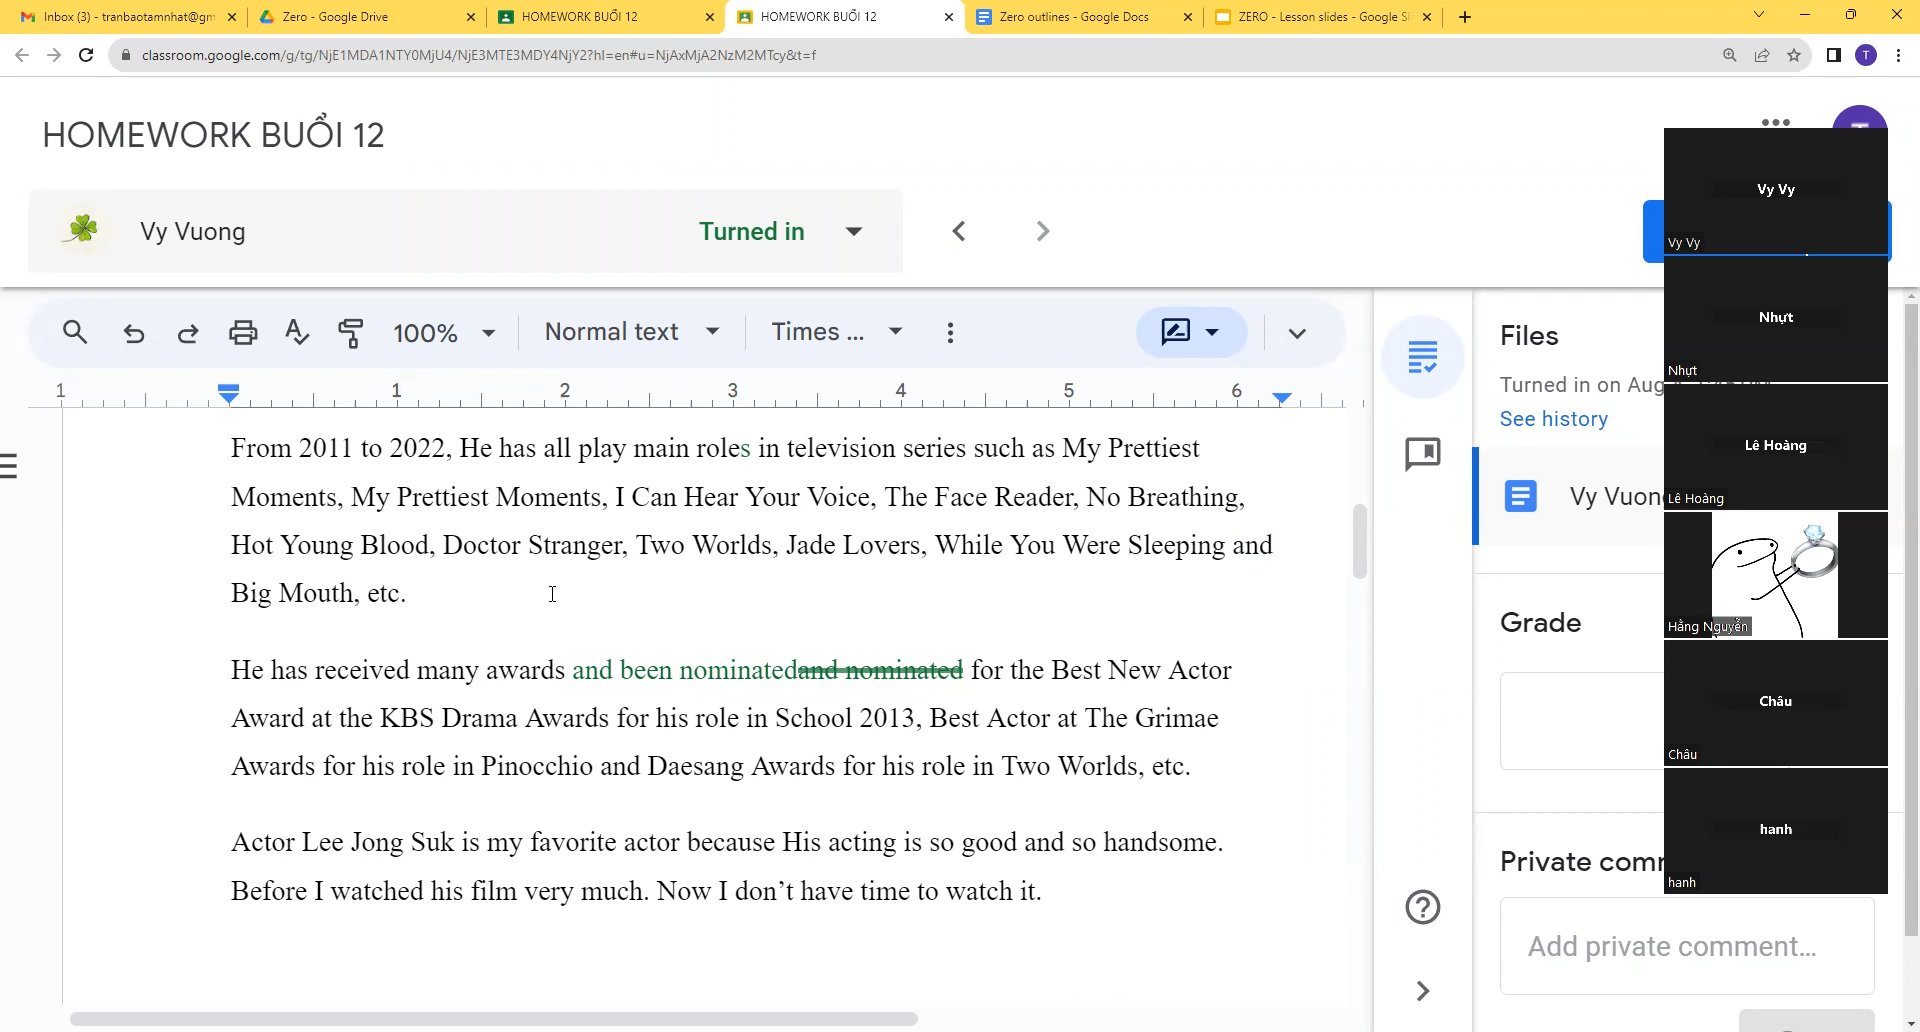 Inbox (3) - tranbaotamnhat@gm
Zero - Google Drive
HOMEWORK BUỔI 12
HOMEWORK BUỔI 12
Zero outlines - Google Docs
ZERO - Lesson slides - Google Sl
classroom.google.com/g/tg/NjE1MDA1NTY0MjU4/NjE3MTE3MDY4NjY2?hl=en#u=NjAxMjA2NzM2MTcy&t=f
T
HOMEWORK BUỔI 12
Vy Vuong
Turned in
100%
Normal text
Times ...
1 1 2 3 4 5 6
From 2011 to 2022, He has all play main roles in television series such as My Prettiest
Moments, My Prettiest Moments, I Can Hear Your Voice, The Face Reader, No Breathing,
Hot Young Blood, Doctor Stranger, Two Worlds, Jade Lovers, While You Were Sleeping and
Big Mouth, etc.
He has received many awards and been nominatedand nominated for the Best New Actor
Award at the KBS Drama Awards for his role in School 2013, Best Actor at The Grimae
Awards for his role in Pinocchio and Daesang Awards for his role in Two Worlds, etc.
Actor Lee Jong Suk is my favorite actor because His acting is so good and so handsome.
Before I watched his film very much. Now I don't have time to watch it.
Files
Turned in on Aug
See history
Vy Vuon
Grade
Private comm
Add private comment...
Vy Vy
Vy Vy
Nhựt
Nhựt
Lê Hoàng
Lê Hoàng
Hằng Nguyễn
Châu
Châu
hanh
hanh